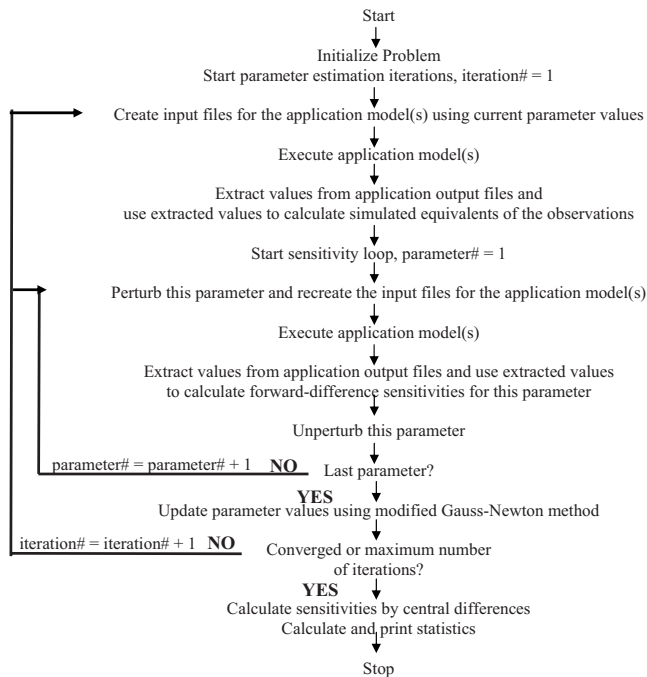 Start
Initialize Problem
Start parameter estimation iterations, iteration# = 1
Create input files for the application model(s) using current parameter values
Execute application model(s)
Extract values from application output files and
use extracted values to calculate simulated equivalents of the observations
Start sensitivity loop, parameter# = 1
Perturb this parameter and recreate the input files for the application model(s)
Execute application model(s)
Extract values from application output files and use extracted values
to calculate forward-difference sensitivities for this parameter
Unperturb this parameter
parameter# = parameter# + 1 NO Last parameter?
YES
Update parameter values using modified Gauss-Newton method
iteration# = iteration# + 1 NO Converged or maximum number
of iterations?
YES
Calculate sensitivities by central differences
Calculate and print statistics
Stop